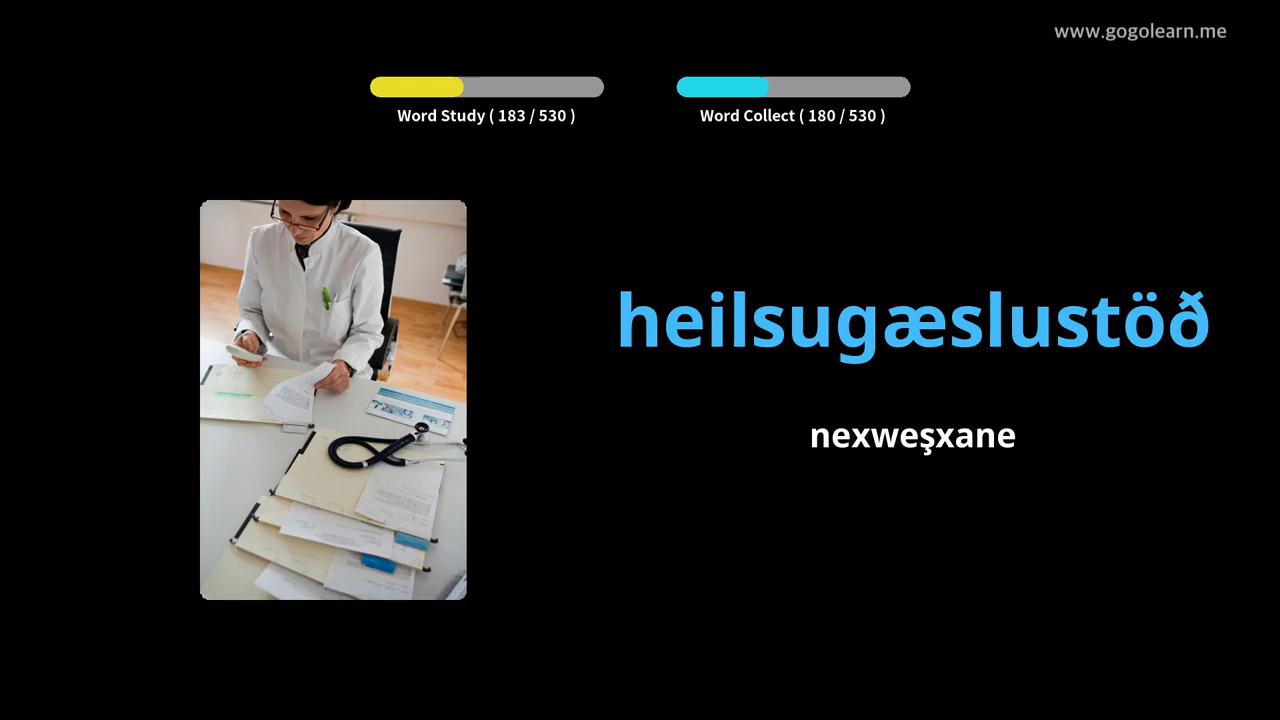 www.gogolearn.me
Word Study ( 183 / 530 )
Word Collect ( 180 / 530 )
heilsugæslustöð
nexweşxane